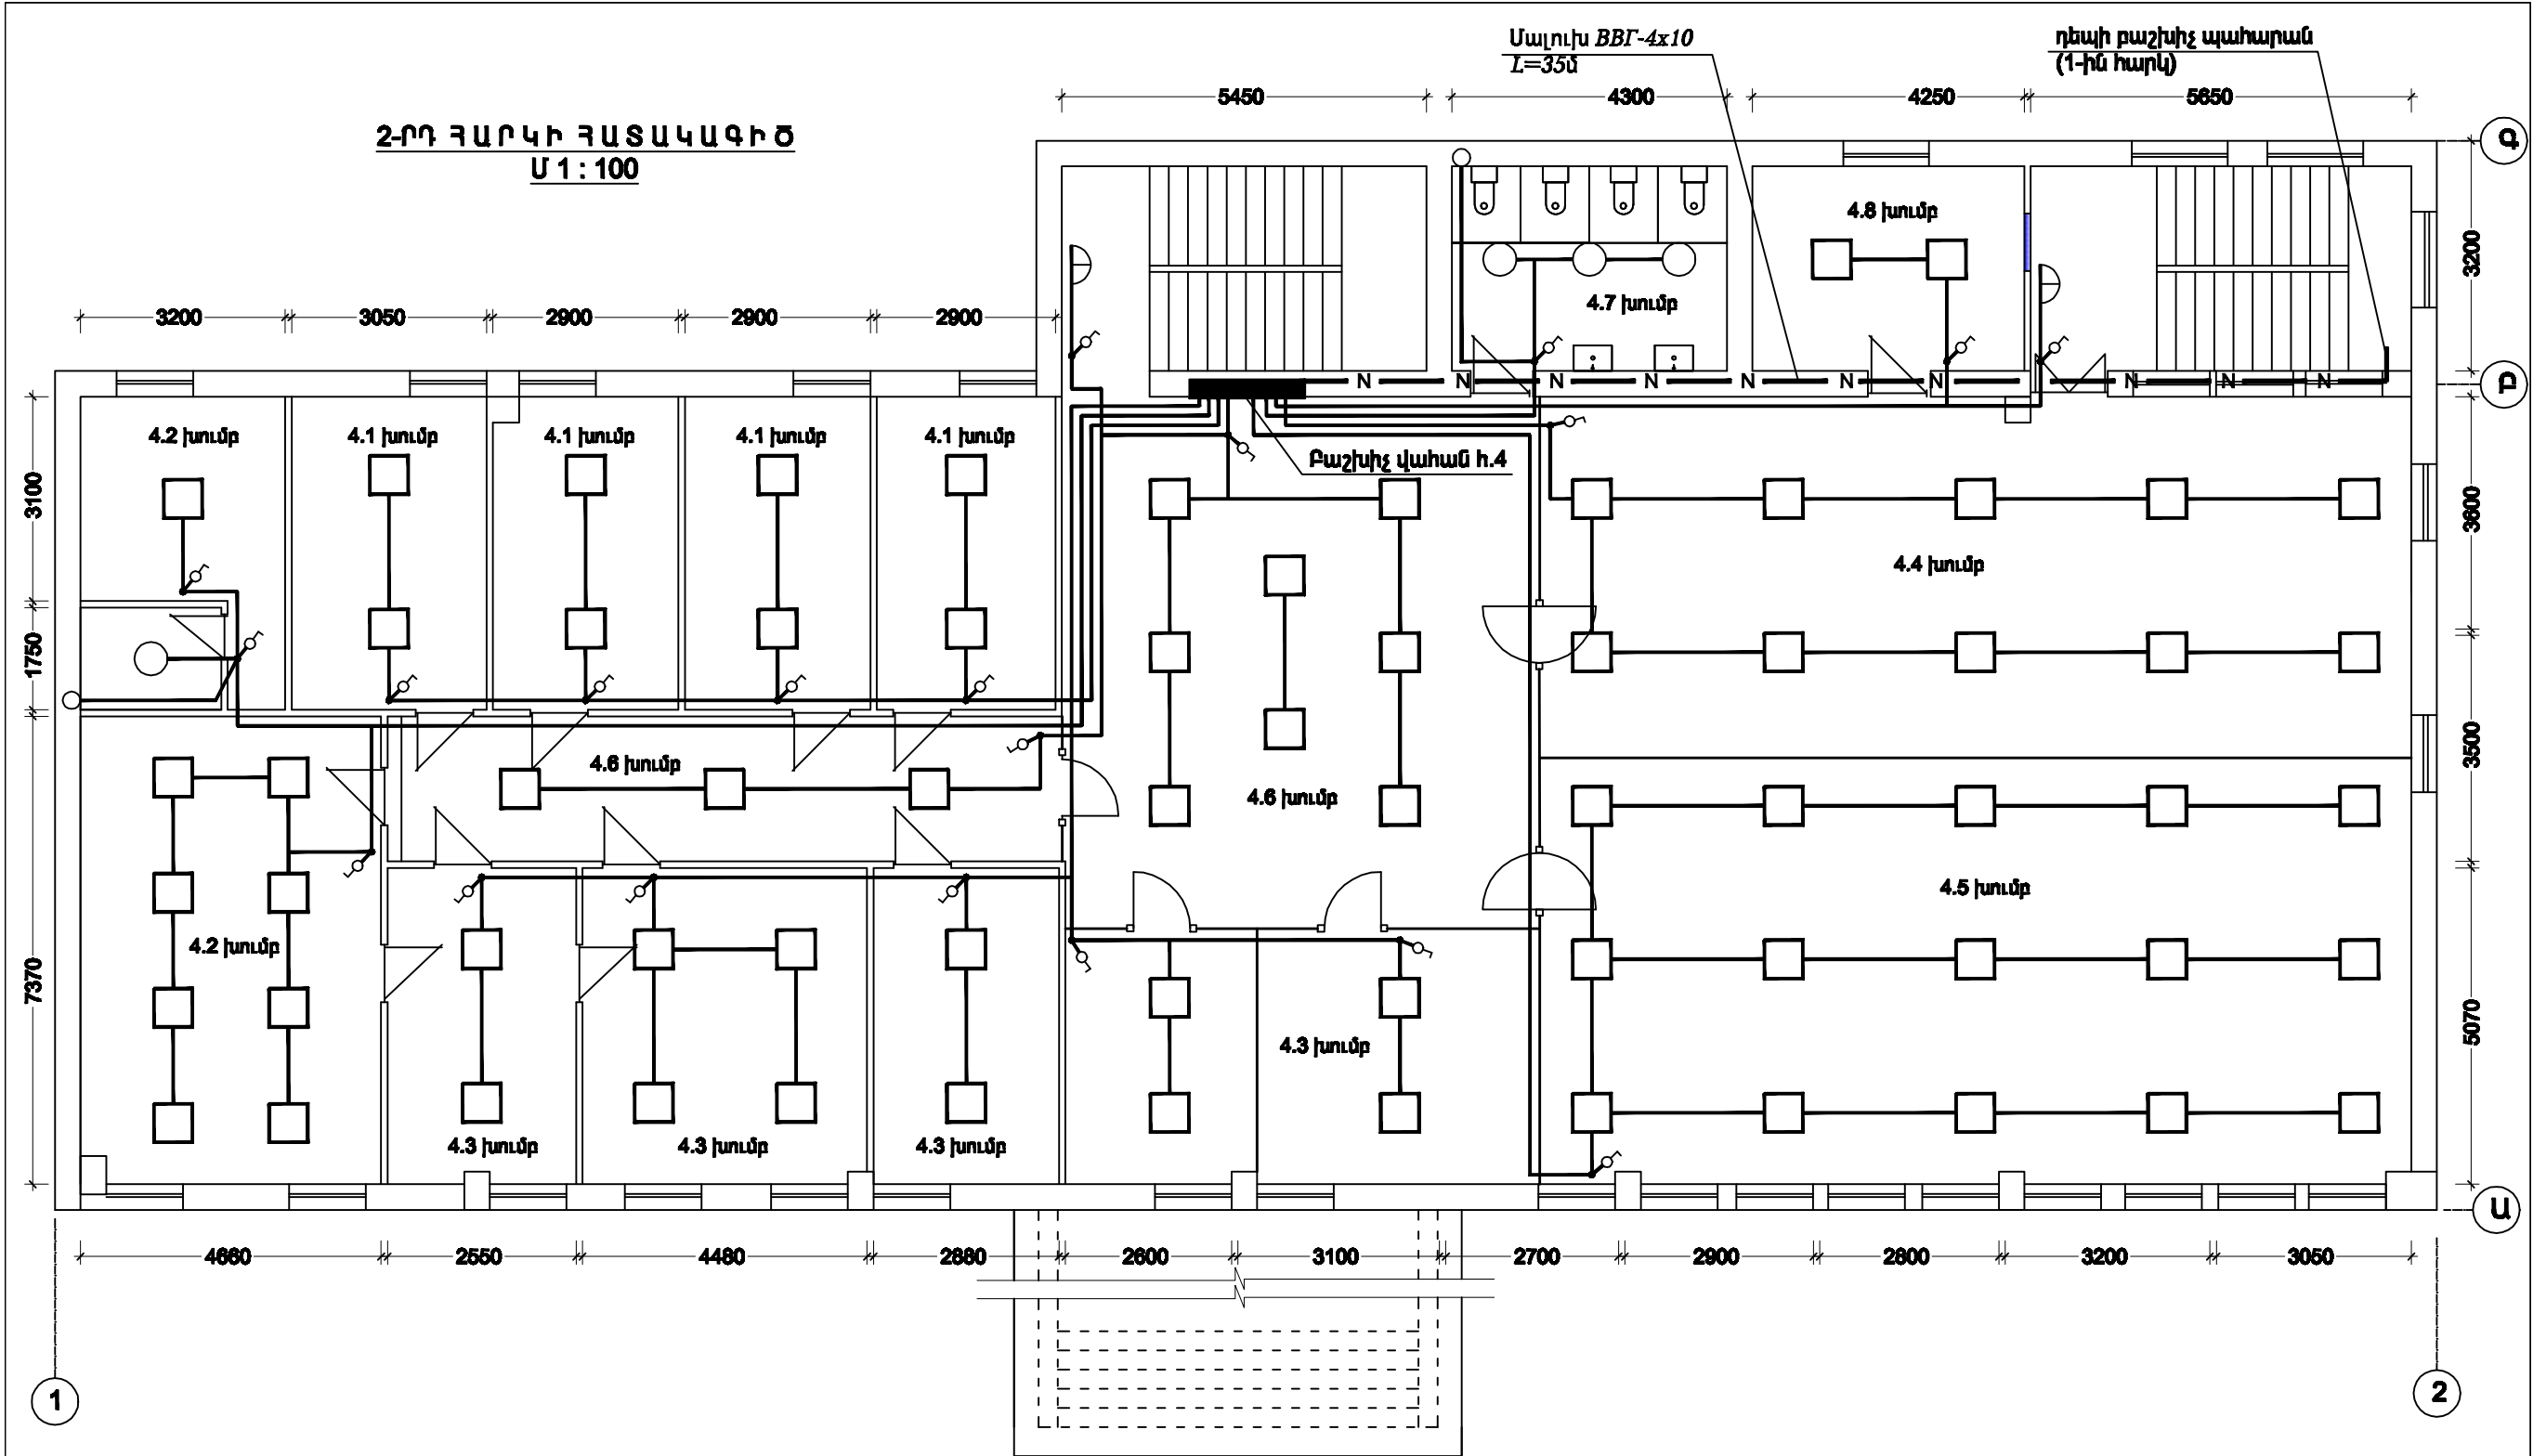 Մալուխ ВВГ-4x10
L=35մ
դեպի բաշխիչ պահարան
(1-ին հարկ)
5450
4300
4250
5650
2-ՐԴ ՀԱՐԿԻ ՀԱՏԱԿԱԳԻԾ
Մ 1 : 100
Գ
4.8 խումբ
3200
4.7 խումբ
3200
3050
2900
2900
2900
N N N N N N N N N N
Բ
4.2 խումբ
4.1 խումբ
4.1 խումբ
4.1 խումբ
4.1 խումբ
Բաշխիչ վահան հ.4
3100
3600
4.4 խումբ
1750
3500
4.6 խումբ
4.6 խումբ
4.5 խումբ
4.2 խումբ
7370
5070
4.3 խումբ
4.3 խումբ
4.3 խումբ
4.3 խումբ
Ա
4660
2550
4480
2880
2600
3100
2700
2900
2800
3200
3050
1
2